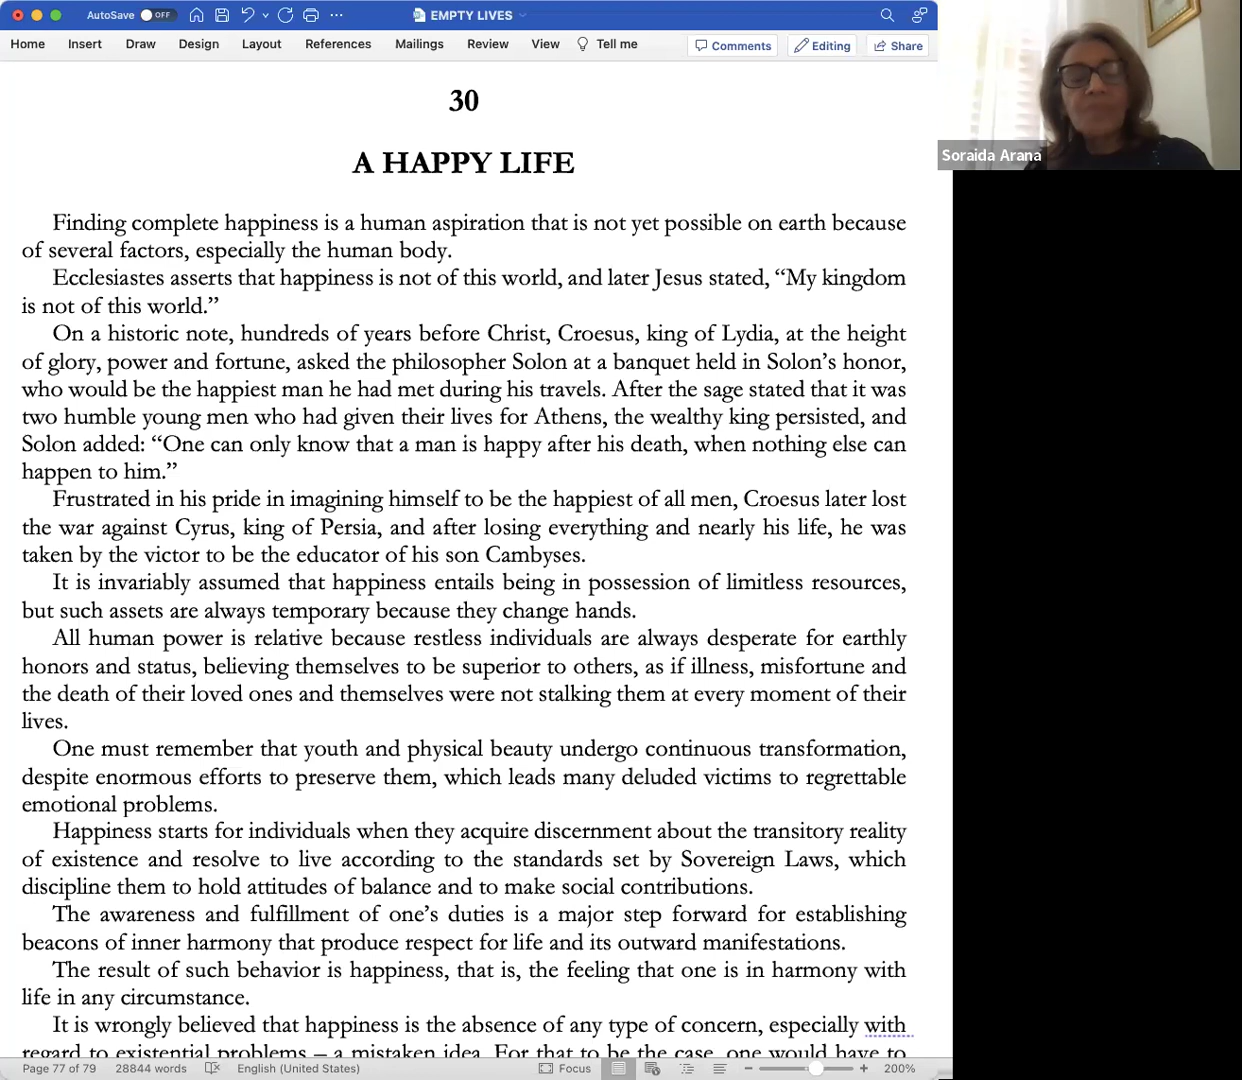 AutoSave OFF EMPTY LIVES
Home Insert Draw Design Layout References Mailings Review View Tell me Comments Editing Share
30
A HAPPY LIFE
Finding complete happiness is a human aspiration that is not yet possible on earth because
of several factors, especially the human body.
Ecclesiastes asserts that happiness is not of this world, and later Jesus stated, “My kingdom
is not of this world.”
On a historic note, hundreds of years before Christ, Croesus, king of Lydia, at the height
of glory, power and fortune, asked the philosopher Solon at a banquet held in Solon’s honor,
who would be the happiest man he had met during his travels. After the sage stated that it was
two humble young men who had given their lives for Athens, the wealthy king persisted, and
Solon added: “One can only know that a man is happy after his death, when nothing else can
happen to him.”
Frustrated in his pride in imagining himself to be the happiest of all men, Croesus later lost
the war against Cyrus, king of Persia, and after losing everything and nearly his life, he was
taken by the victor to be the educator of his son Cambyses.
It is invariably assumed that happiness entails being in possession of limitless resources,
but such assets are always temporary because they change hands.
All human power is relative because restless individuals are always desperate for earthly
honors and status, believing themselves to be superior to others, as if illness, misfortune and
the death of their loved ones and themselves were not stalking them at every moment of their
lives.
One must remember that youth and physical beauty undergo continuous transformation,
despite enormous efforts to preserve them, which leads many deluded victims to regrettable
emotional problems.
Happiness starts for individuals when they acquire discernment about the transitory reality
of existence and resolve to live according to the standards set by Sovereign Laws, which
discipline them to hold attitudes of balance and to make social contributions.
The awareness and fulfillment of one’s duties is a major step forward for establishing
beacons of inner harmony that produce respect for life and its outward manifestations.
The result of such behavior is happiness, that is, the feeling that one is in harmony with
life in any circumstance.
It is wrongly believed that happiness is the absence of any type of concern, especially with
regard to existential problems – a mistaken idea. For that to be the case, one would have to
Page 77 of 79 28844 words English (United States) Focus 200%
Soraida Arana